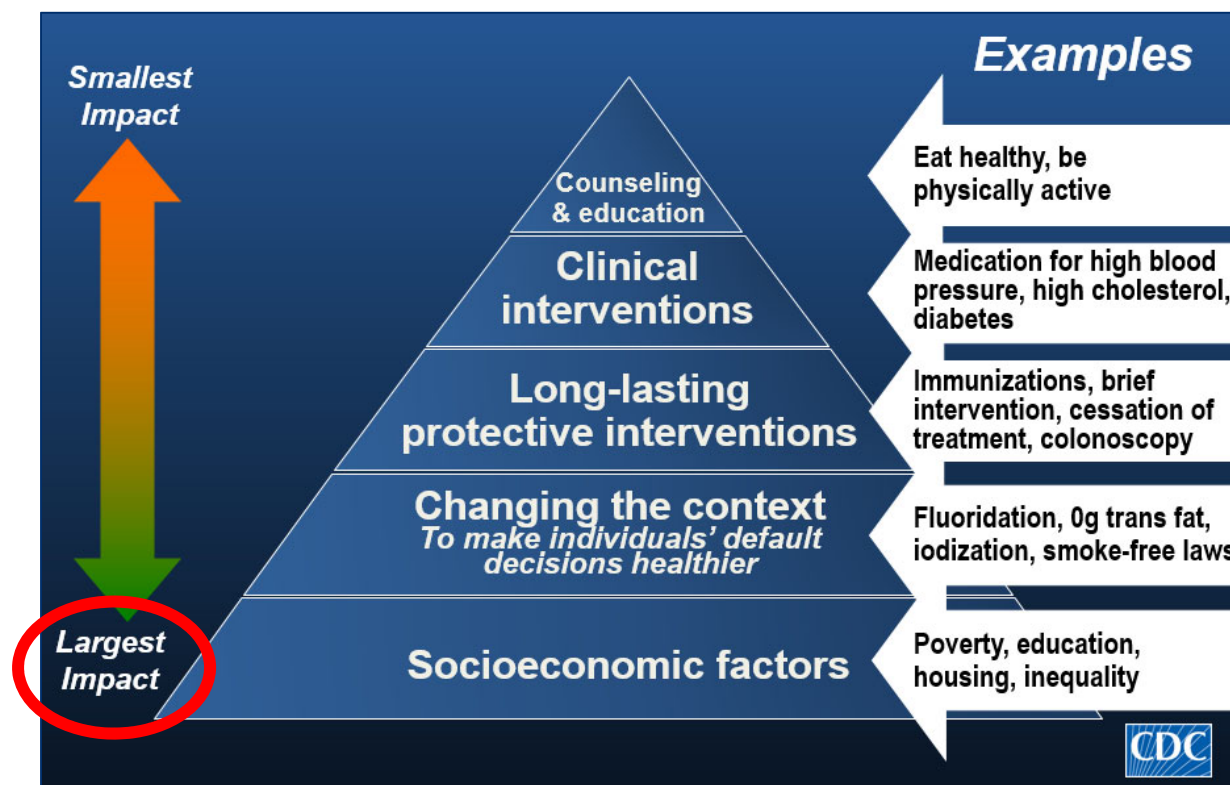 Examples
Smallest
Impact
Counseling
& education
Eat healthy, be
physically active
Clinical
interventions
Medication for high blood
pressure, high cholesterol,
diabetes
Long-lasting
protective interventions
Immunizations, brief
intervention, cessation of
treatment, colonoscopy
Changing the context
To make individuals' default
decisions healthier
Fluoridation, 0g trans fat,
iodization, smoke-free laws
Largest
Impact
Socioeconomic factors
Poverty, education,
housing, inequality
CDC